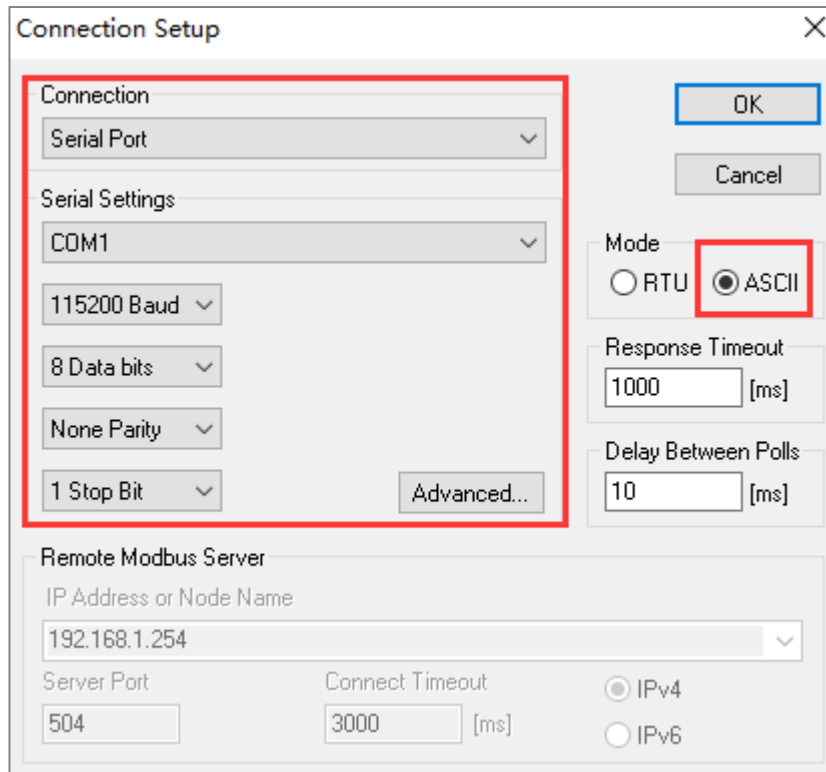 Connection Setup
Connection
Serial Port
OK
Cancel
Serial Settings
COM1
115200 Baud
8 Data bits
None Parity
1 Stop Bit
Advanced...
Mode
RTU
ASCII
Response Timeout
1000 [ms]
Delay Between Polls
10 [ms]
Remote Modbus Server
IP Address or Node Name
192.168.1.254
Server Port
504
Connect Timeout
3000 [ms]
IPv4
IPv6